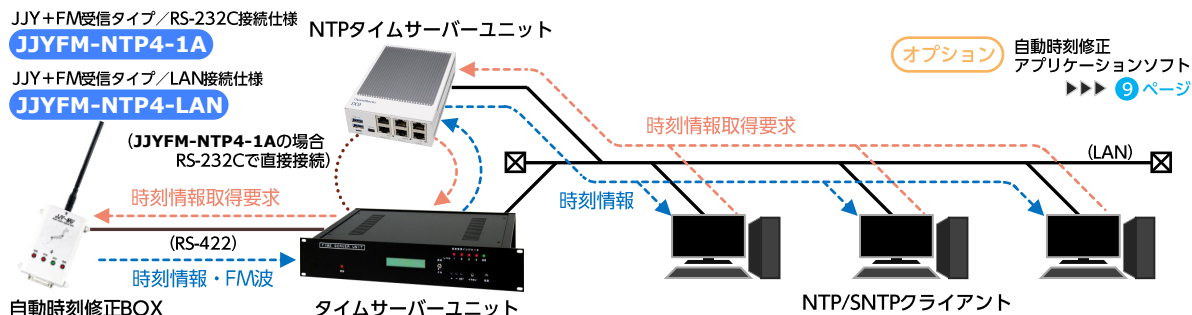 JJY+FM受信タイプ/RS-232C接続仕様
JJYFM-NTP4-1A
JJY+FM受信タイプ/LAN接続仕様
JJYFM-NTP4-LAN
NTPタイムサーバーユニット
オプション
自動時刻修正
アプリケーションソフト
▶▶▶ 9 ページ
(JJYFM-NTP4-1Aの場合
RS-232Cで直接接続)
時刻情報取得要求
(LAN)
時刻情報取得要求
時刻情報
(RS-422)
時刻情報・FM波
TIME SERVER UNIT
自動時刻修正BOX
タイムサーバーユニット
NTP/SNTPクライアント